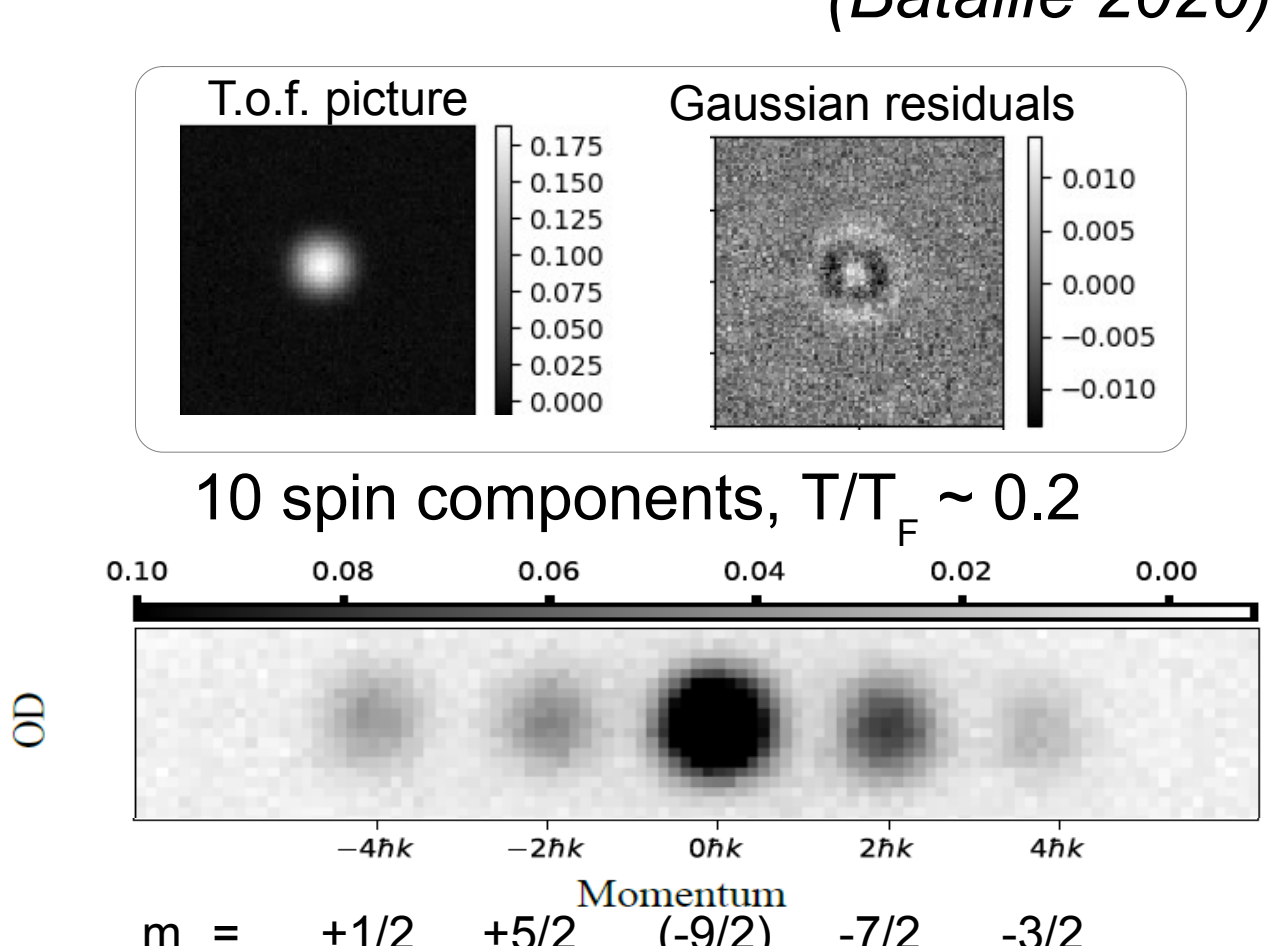 (Bataille 2020)
T.o.f. picture
Gaussian residuals
0.175
0.150
0.125
0.100
0.075
0.050
0.025
0.000
0.010
0.005
0.000
−0.005
−0.010
10 spin components, T/T_F ~ 0.2
0.10 0.08 0.06 0.04 0.02 0.00
OD
−4ħk −2ħk 0ħk 2ħk 4ħk
Momentum
m = +1/2 +5/2 (-9/2) -7/2 -3/2